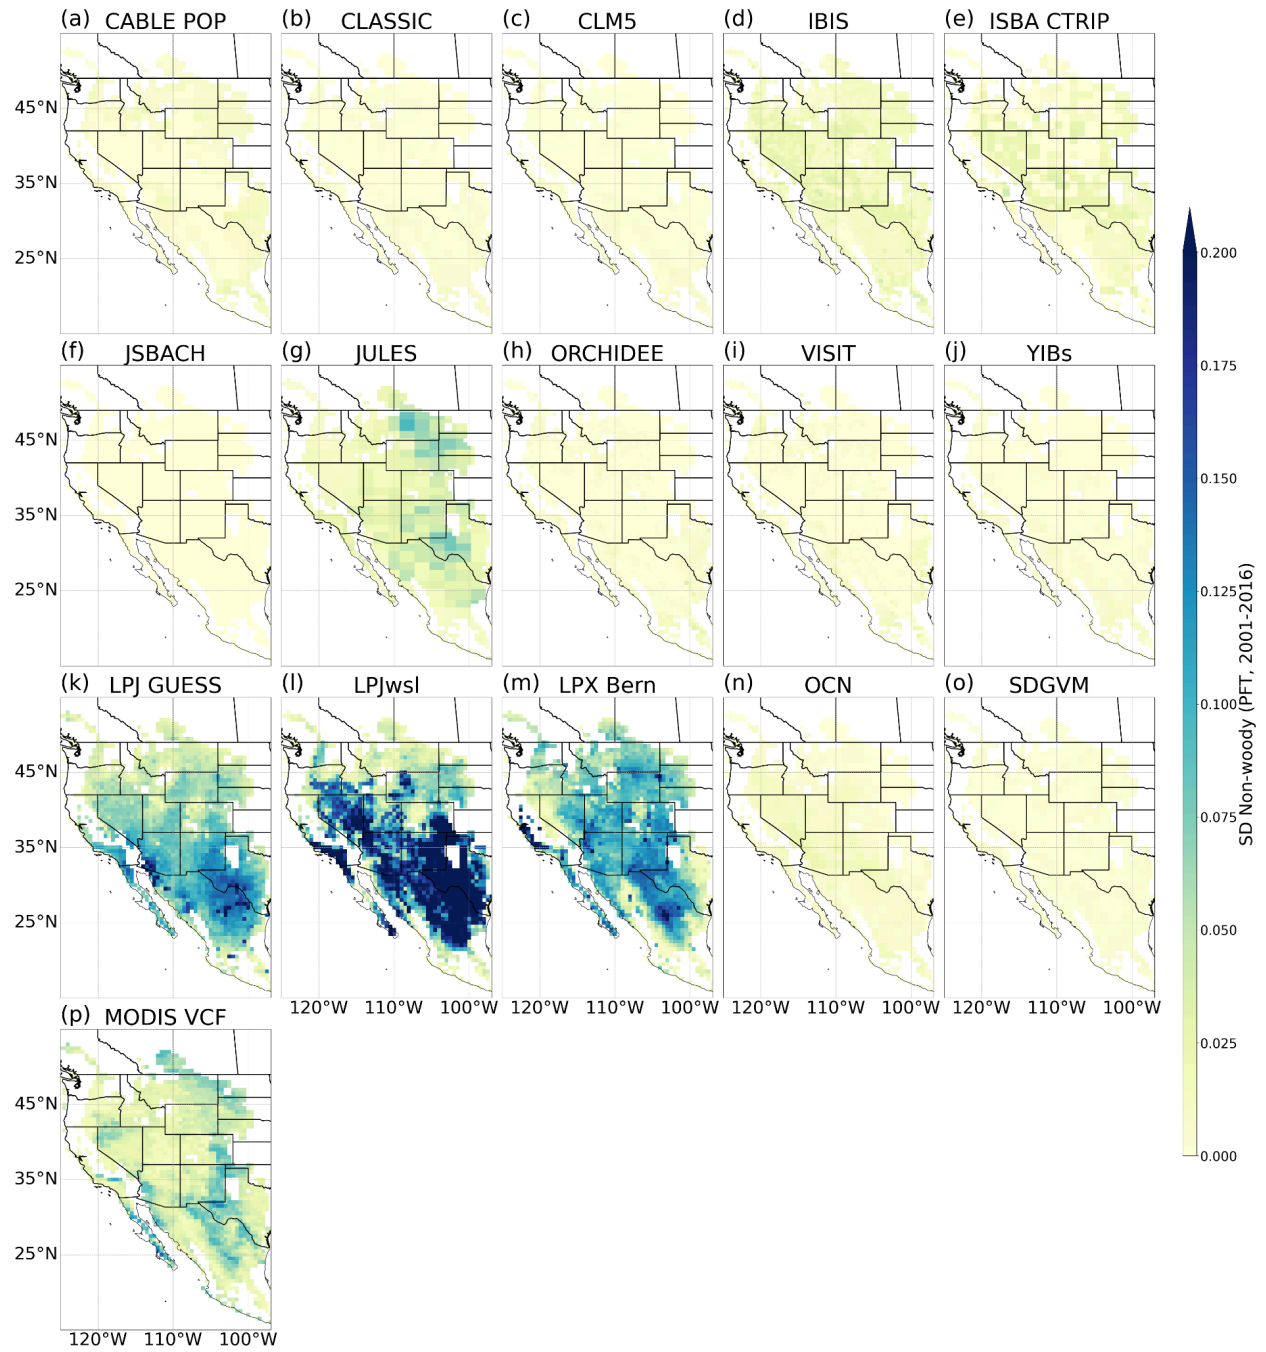 (a) CABLE POP
(b) CLASSIC
(c) CLM5
(d) IBIS
(e) ISBA CTRIP
45°N
35°N
25°N
(f) JSBACH
(g) JULES
(h) ORCHIDEE
(i) VISIT
(j) YIBs
45°N
35°N
25°N
(k) LPJ GUESS
(l) LPJwsl
(m) LPX Bern
(n) OCN
(o) SDGVM
45°N
35°N
25°N
120°W 110°W 100°W
120°W 110°W 100°W
120°W 110°W 100°W
120°W 110°W 100°W
(p) MODIS VCF
45°N
35°N
25°N
120°W 110°W 100°W
0.200
0.175
0.150
0.125
0.100
0.075
0.050
0.025
0.000
SD Non-woody (PFT, 2001-2016)